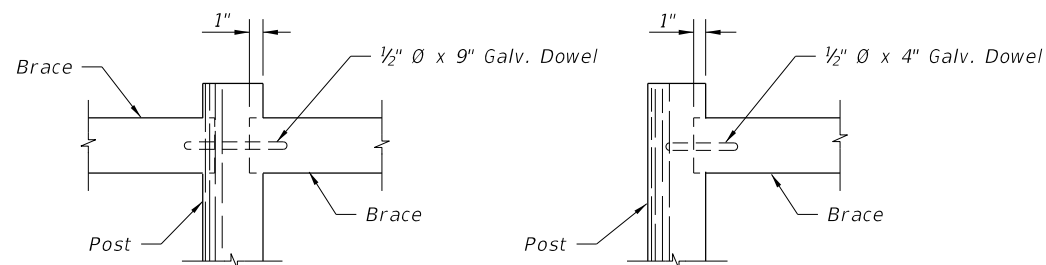 1"
1"
½" Ø x 9" Galv. Dowel
½" Ø x 4" Galv. Dowel
Brace
Brace
Brace
Post
Post